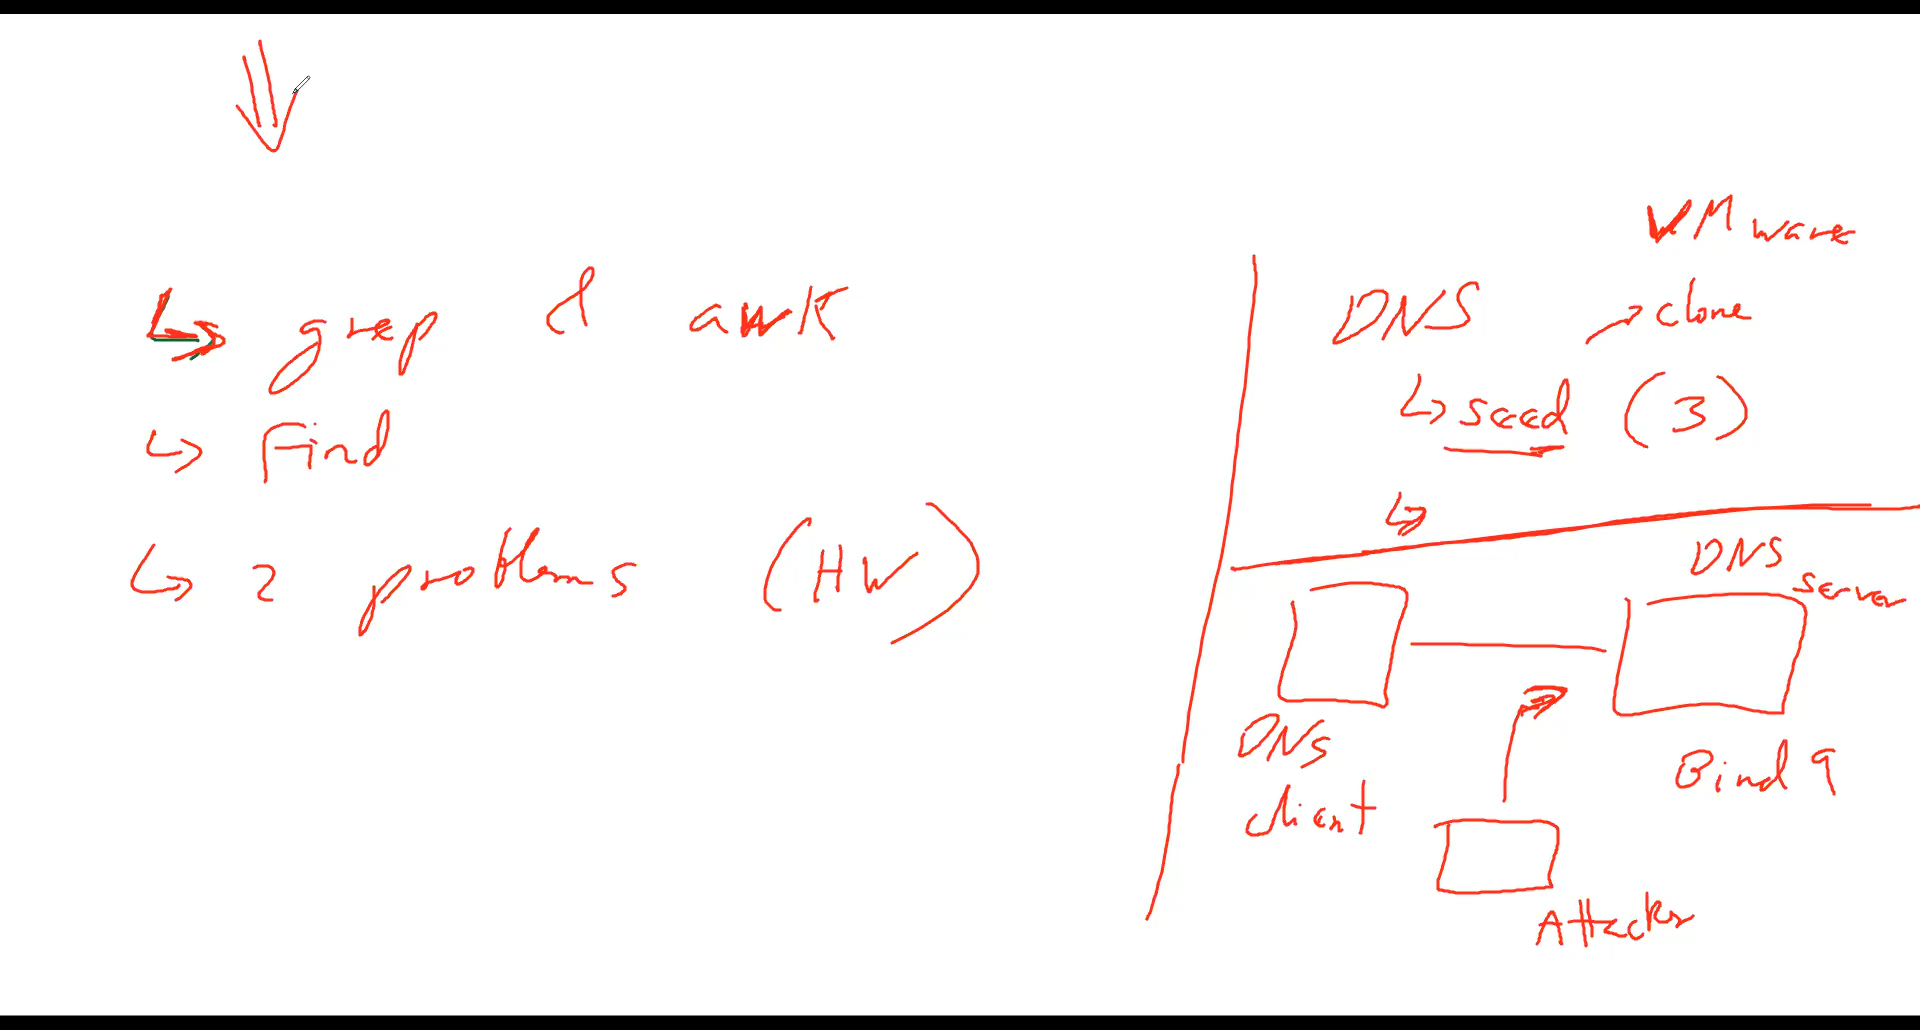 ↳ grep & awk
↳ Find
↳ 2 problems (HW)
VMware
DNS → clone
↳ seed (3)
↳
DNS server
DNS client
Bind 9
Attacker